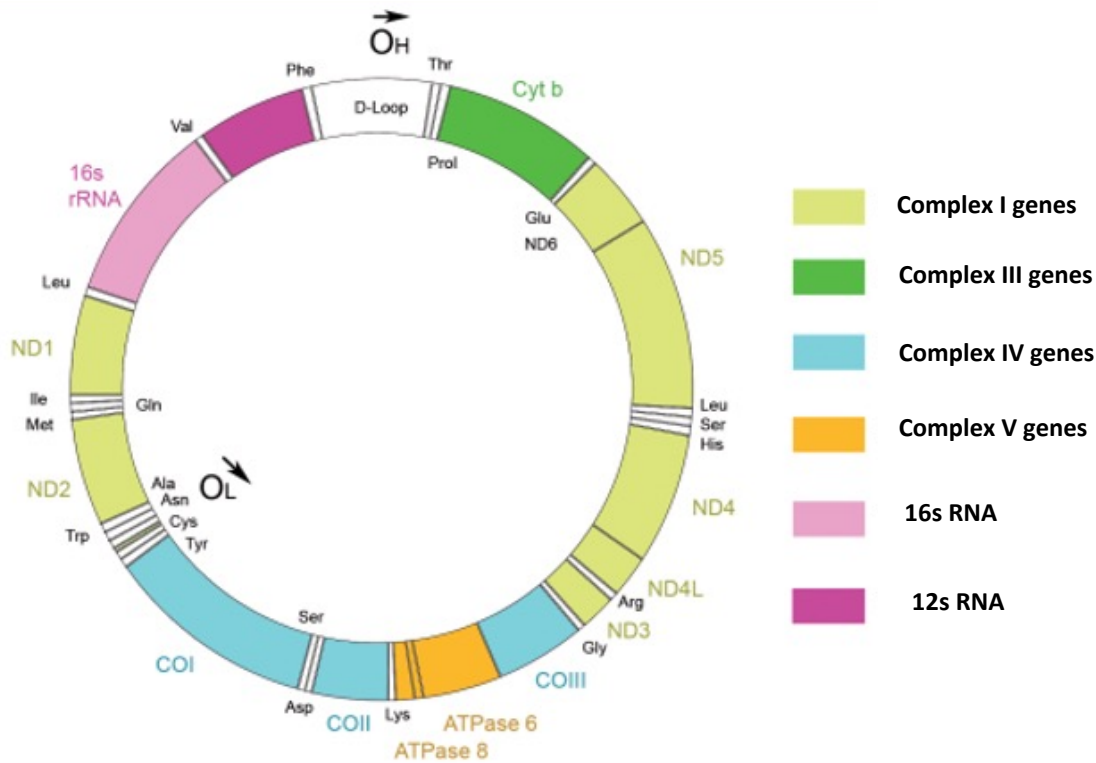 OH
Phe
Thr
Cyt b
D-Loop
Val
Prol
16s
rRNA
Glu
ND6
ND5
Leu
ND1
Ile
Gln
Met
Leu
Ser
His
ND2
Ala
OL
Asn
Cys
Trp
Tyr
ND4
ND4L
Arg
ND3
Gly
Ser
COI
COIII
Asp
COII
Lys
ATPase 6
ATPase 8
Complex I genes
Complex III genes
Complex IV genes
Complex V genes
16s RNA
12s RNA